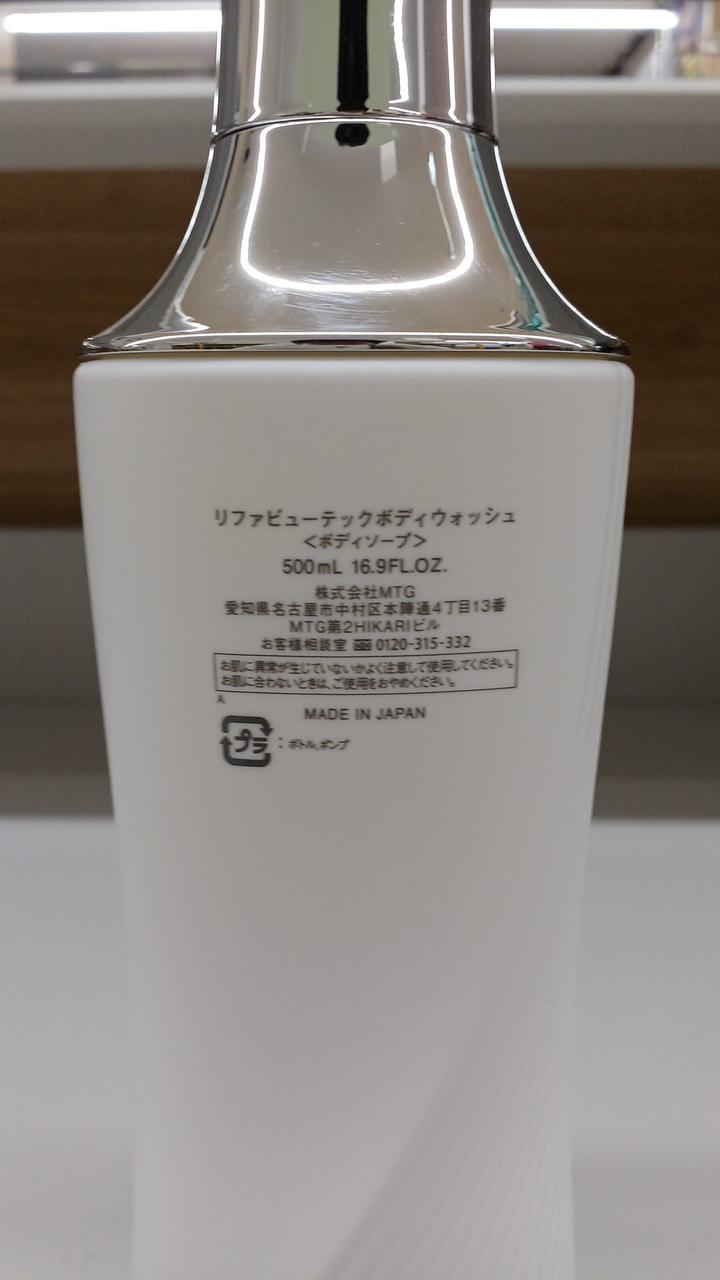 リファビューテックボディウォッシュ
<ボディソープ>
500mL 16.9FL.OZ.
株式会社MTG
愛知県名古屋市中村区本陣通4丁目13番
MTG第2HIKARIビル
お客様相談室 0120-315-332
お肌に異常が生じていないかよく注意して使用してください。
お肌に合わないときは、ご使用をおやめください。
A
MADE IN JAPAN
プラ : ボトル、ポンプ